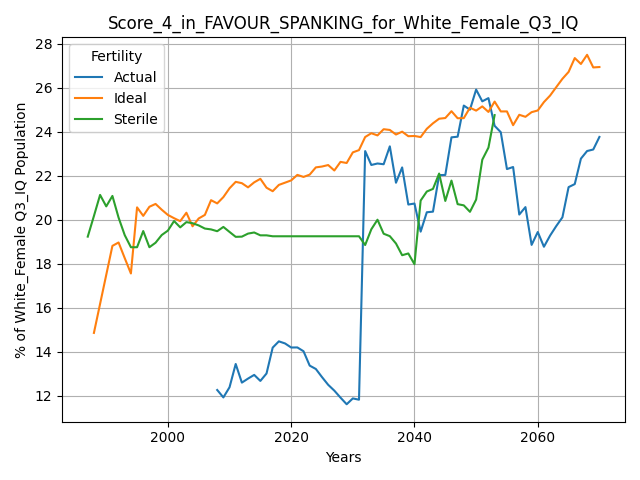 Score_4_in_FAVOUR_SPANKING_for_White_Female_Q3_IQ
Fertility
Actual
Ideal
Sterile
% of White_Female Q3_IQ Population
28
26
24
22
20
18
16
14
12
2000
2020
2040
2060
Years